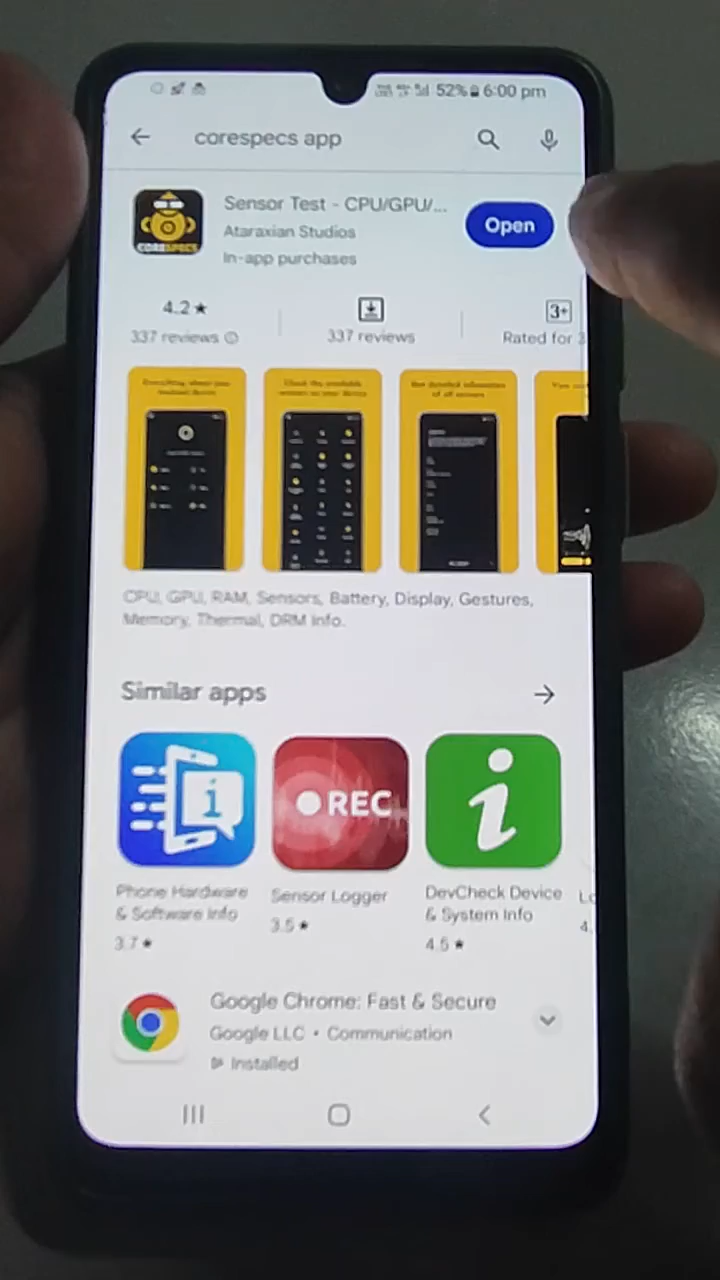 52% 6:00 pm
corespecs app
Sensor Test - CPU/GPU/...
Ataraxian Studios
In-app purchases
Open
CORESPECS
4.2★
337 reviews
337 reviews
3+
Rated for 3
CPU, GPU, RAM, Sensors, Battery, Display, Gestures,
Memory, Thermal, DRM Info.
Similar apps
i
REC
i
Phone Hardware
& Software Info
3.7★
Sensor Logger
3.5★
DevCheck Device
& System Info
4.5★
4.
Google Chrome: Fast & Secure
Google LLC • Communication
Installed